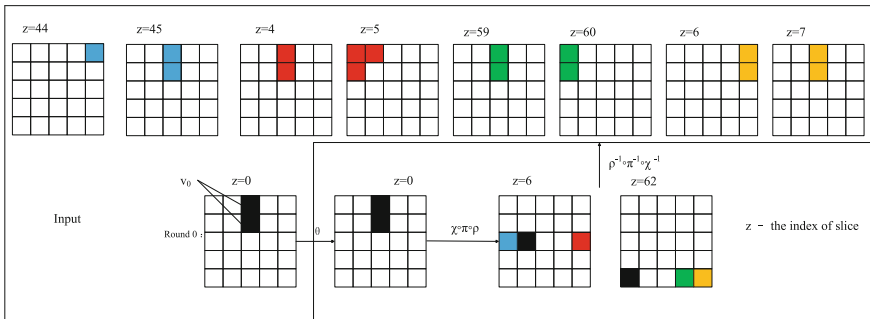 z=44 z=45 z=4 z=5 z=59 z=60 z=6 z=7
ρ⁻¹∘π⁻¹∘χ⁻¹
v₀ z=0 z=0 z=6 z=62
Input z - the index of slice
Round 0 : θ χ∘π∘ρ